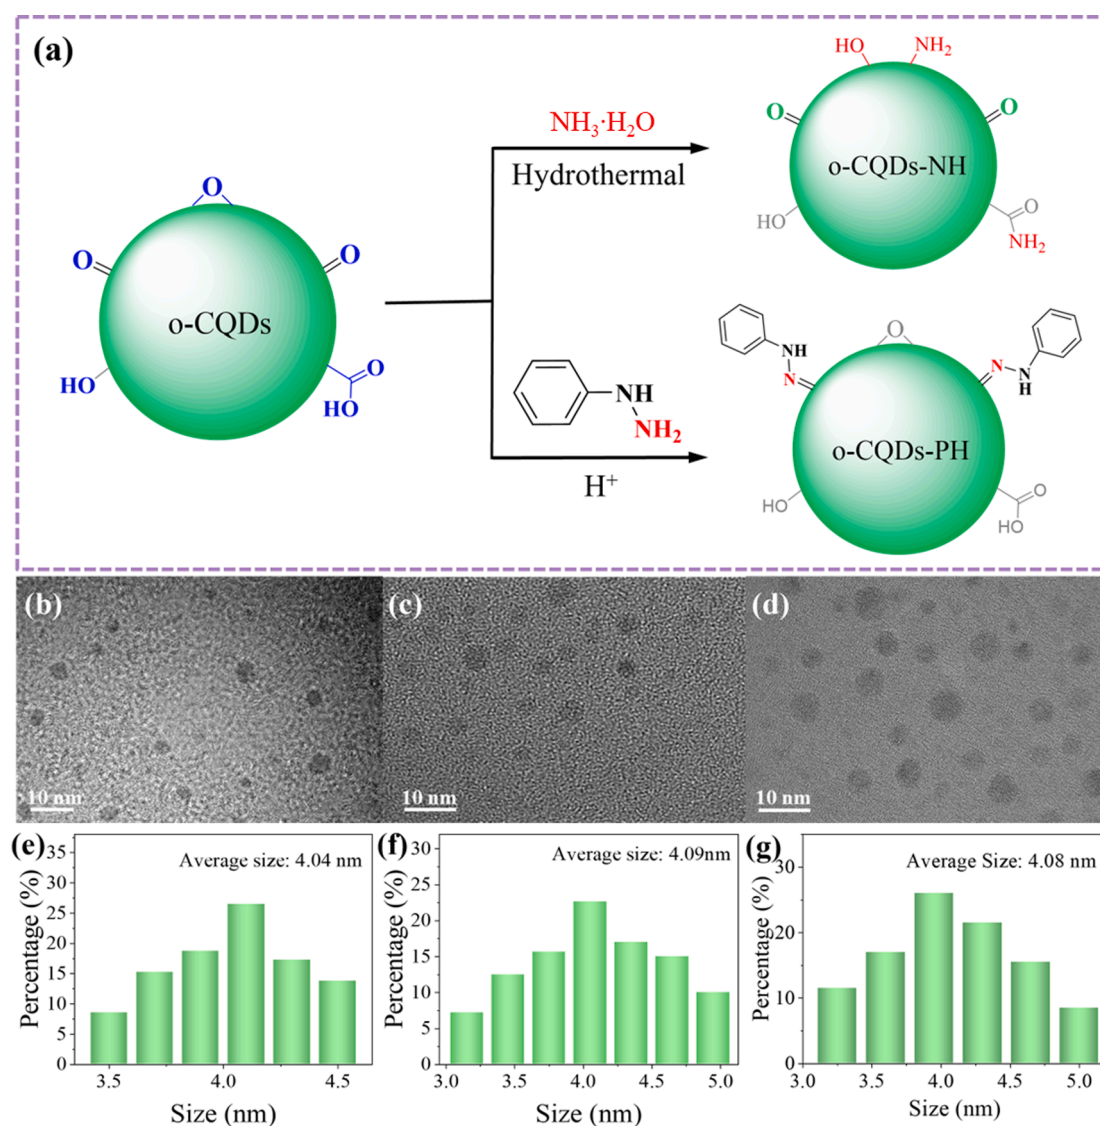 (a)
O
O
O
o-CQDs
HO
O
HO
NH₃·H₂O
Hydrothermal
NH
NH₂
H⁺
HO
NH₂
O
O
o-CQDs-NH
HO
O
NH₂
NH
N
O
N
N
H
o-CQDs-PH
HO
O
HO
(b)
10 nm
(c)
10 nm
(d)
10 nm
(e)
Average size: 4.04 nm
Percentage (%)
35
30
25
20
15
10
5
0
3.5
4.0
4.5
Size (nm)
(f)
Average size: 4.09nm
Percentage (%)
30
25
20
15
10
5
0
3.0
3.5
4.0
4.5
5.0
Size (nm)
(g)
Average Size: 4.08 nm
Percentage (%)
30
20
10
0
3.0
3.5
4.0
4.5
5.0
Size (nm)